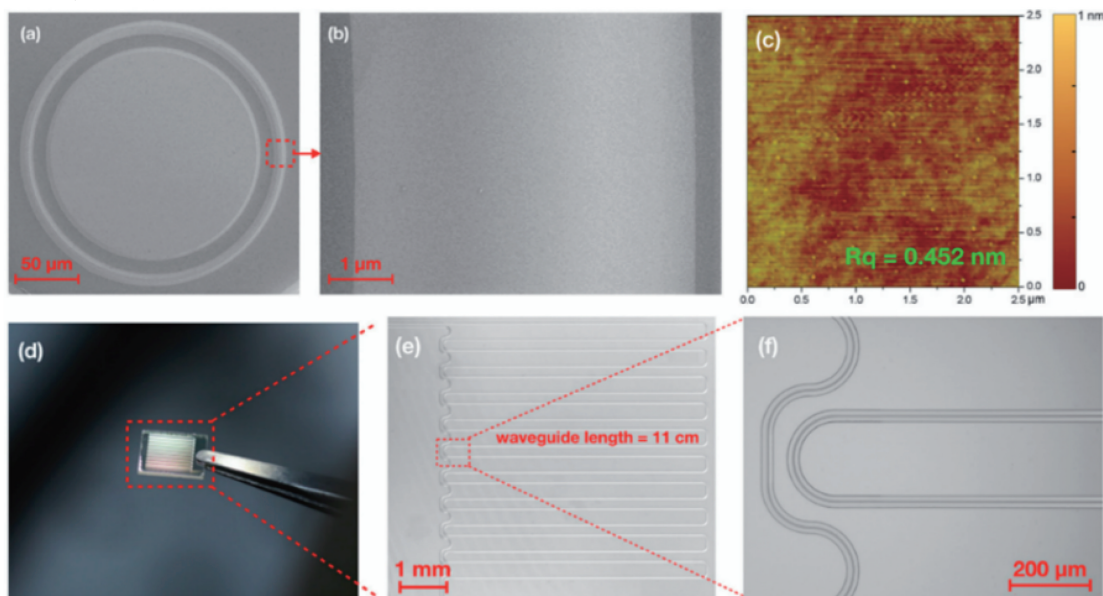 (a)
50 μm
(b)
1 μm
(c)
Rq = 0.452 nm
2.5
2.0
1.5
1.0
0.5
0.0
0.0
0.5
1.0
1.5
2.0
2.5
μm
1 nm
0
(d)
(e)
waveguide length = 11 cm
1 mm
(f)
200 μm